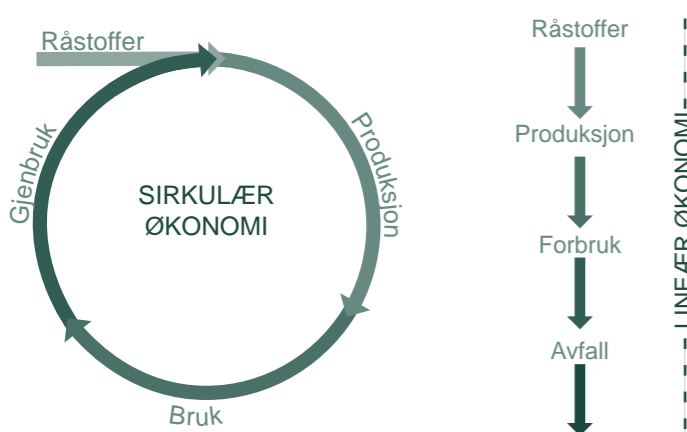 Råstoffer
Produksjon
Bruk
Gjenbruk
SIRKULÆR
ØKONOMI
Råstoffer
Produksjon
Forbruk
Avfall
LINEÆR ØKONOMI